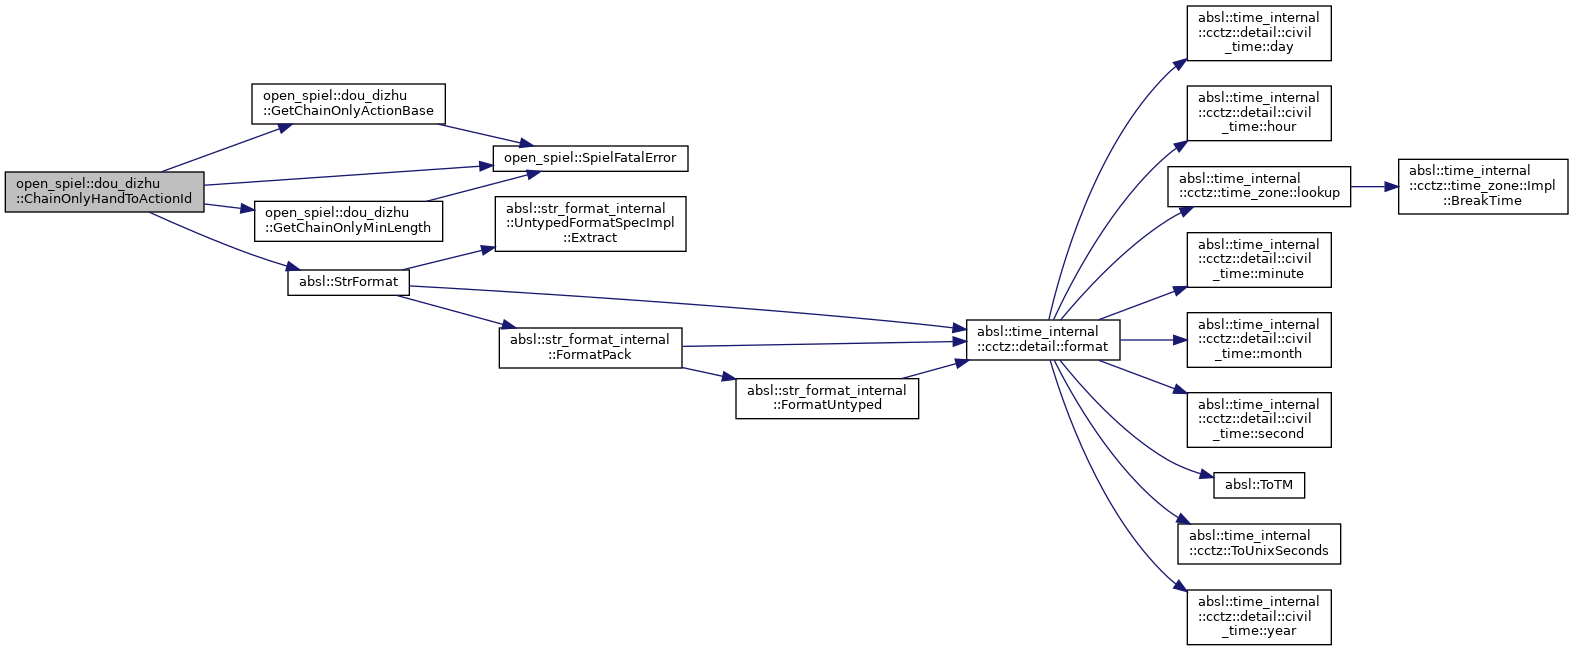 open_spiel::dou_dizhu
::ChainOnlyHandToActionId
open_spiel::dou_dizhu
::GetChainOnlyActionBase
open_spiel::SpielFatalError
open_spiel::dou_dizhu
::GetChainOnlyMinLength
absl::StrFormat
absl::str_format_internal
::UntypedFormatSpecImpl
::Extract
absl::str_format_internal
::FormatPack
absl::str_format_internal
::FormatUntyped
absl::time_internal
::cctz::detail::format
absl::time_internal
::cctz::detail::civil
_time::day
absl::time_internal
::cctz::detail::civil
_time::hour
absl::time_internal
::cctz::time_zone::lookup
absl::time_internal
::cctz::time_zone::Impl
::BreakTime
absl::time_internal
::cctz::detail::civil
_time::minute
absl::time_internal
::cctz::detail::civil
_time::month
absl::time_internal
::cctz::detail::civil
_time::second
absl::ToTM
absl::time_internal
::cctz::ToUnixSeconds
absl::time_internal
::cctz::detail::civil
_time::year